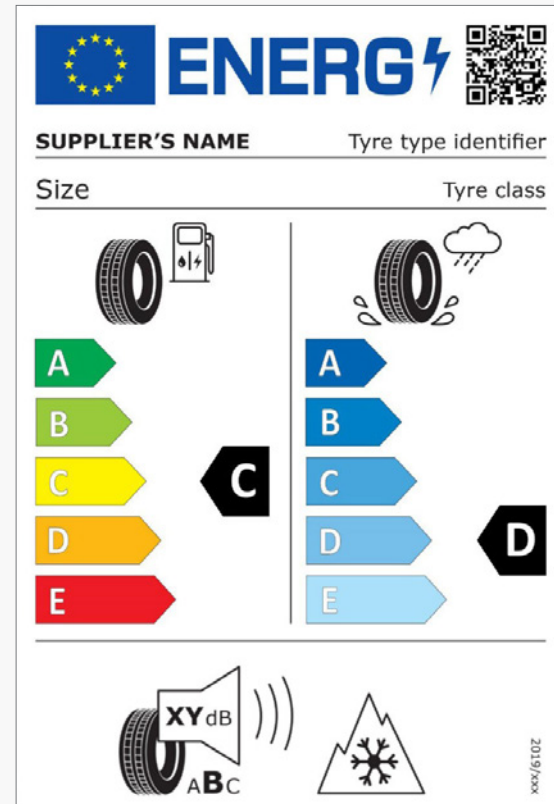 ENERG
SUPPLIER'S NAME Tyre type identifier
Size Tyre class
A A
B B
C C C
D D D
E E
XYdB
ABC
2019/xxx